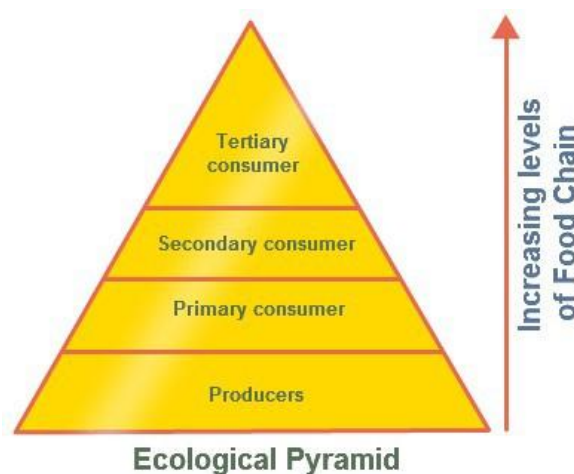 Tertiary
consumer
Secondary consumer
Primary consumer
Producers
Ecological Pyramid
Increasing levels
of Food Chain